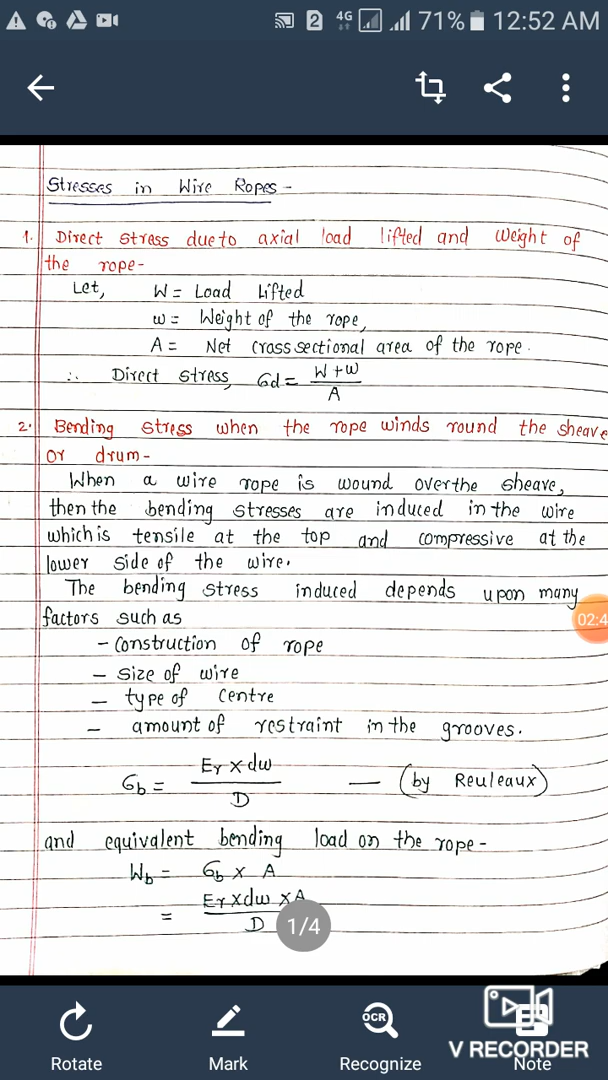 2 4G 71% 12:52 AM
Stresses in Wire Ropes -
1. Direct stress due to axial load lifted and Weight of
the rope-
Let, W = Load Lifted
w = Weight of the rope,
A = Net Cross sectional area of the rope.
∴ Direct stress, σd = W+w / A
2. Bending stress when the rope winds round the sheave
or drum-
When a wire rope is wound over the sheave,
then the bending stresses are induced in the wire
which is tensile at the top and compressive at the
lower side of the wire.
The bending stress induced depends upon many
factors such as
- Construction of rope
- size of wire
- type of centre
- amount of restraint in the grooves.
σb = Er x dw / D — (by Reuleaux)
and equivalent bending load on the rope-
Wb = σb x A
= Er x dw x A / D
02:4
1/4
OCR
Rotate Mark Recognize Note
V RECORDER